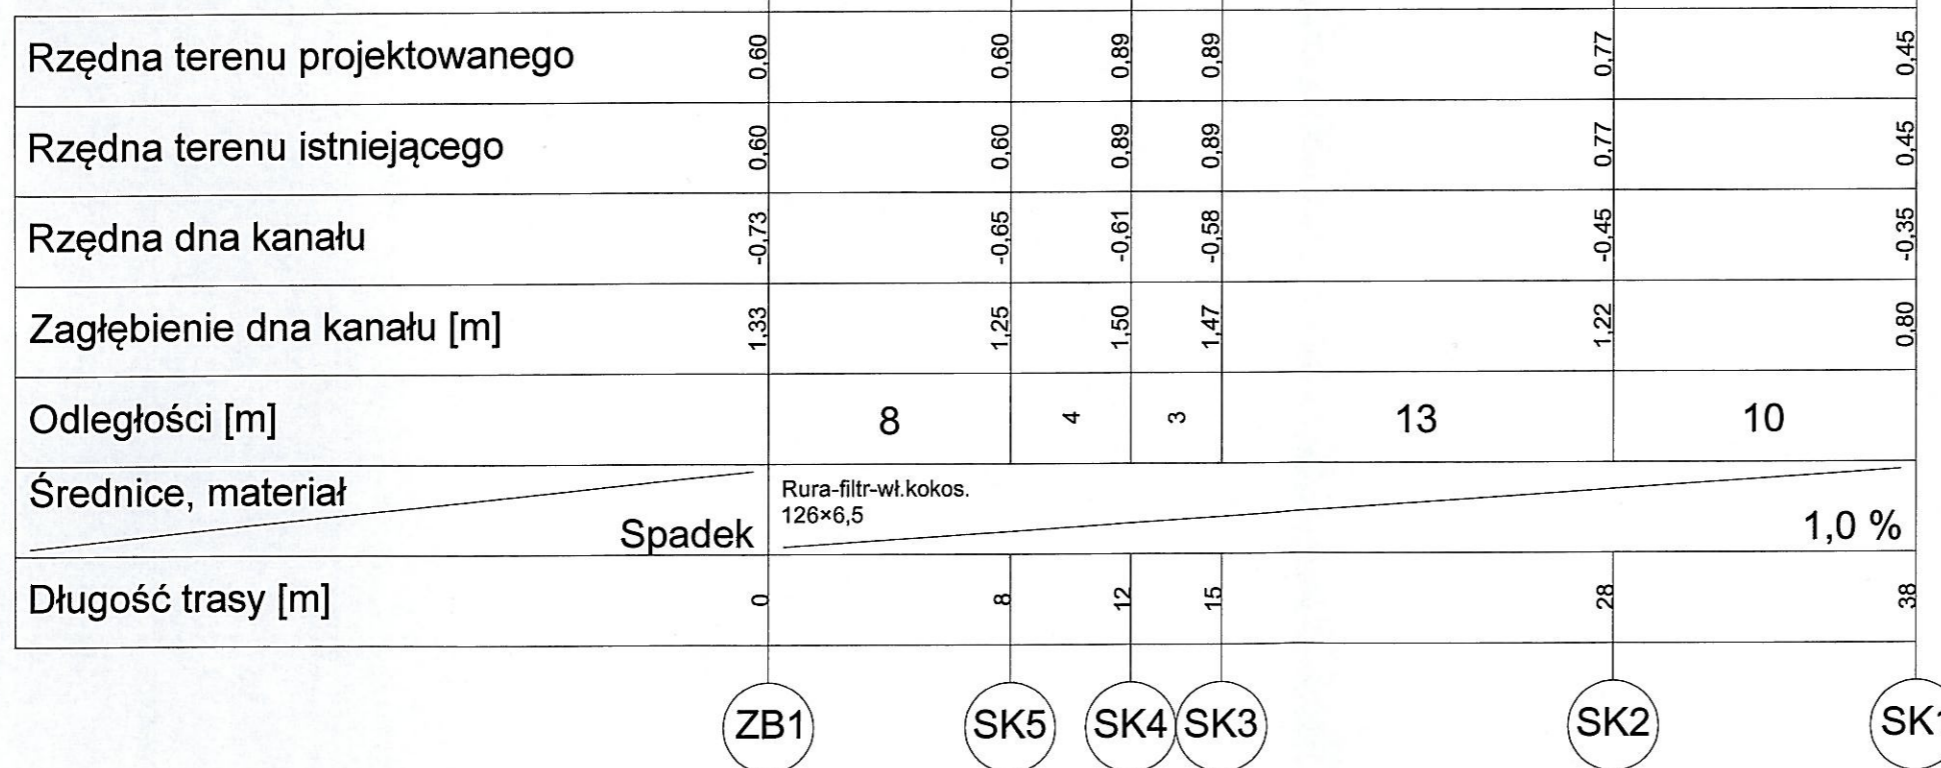 Rzędna terenu projektowanego 0,60 0,60 0,89 0,89 0,77 0,45
Rzędna terenu istniejącego 0,60 0,60 0,89 0,89 0,77 0,45
Rzędna dna kanału -0,73 -0,65 -0,61 -0,58 -0,45 -0,35
Zagłębienie dna kanału [m] 1,33 1,25 1,50 1,47 1,22 0,80
Odległości [m] 8 4 3 13 10
Średnice, materiał
Spadek
Rura-filtr-wł.kokos.
126×6,5
1,0 %
Długość trasy [m] 0 8 12 15 28 38
ZB1 SK5 SK4 SK3 SK2 SK1